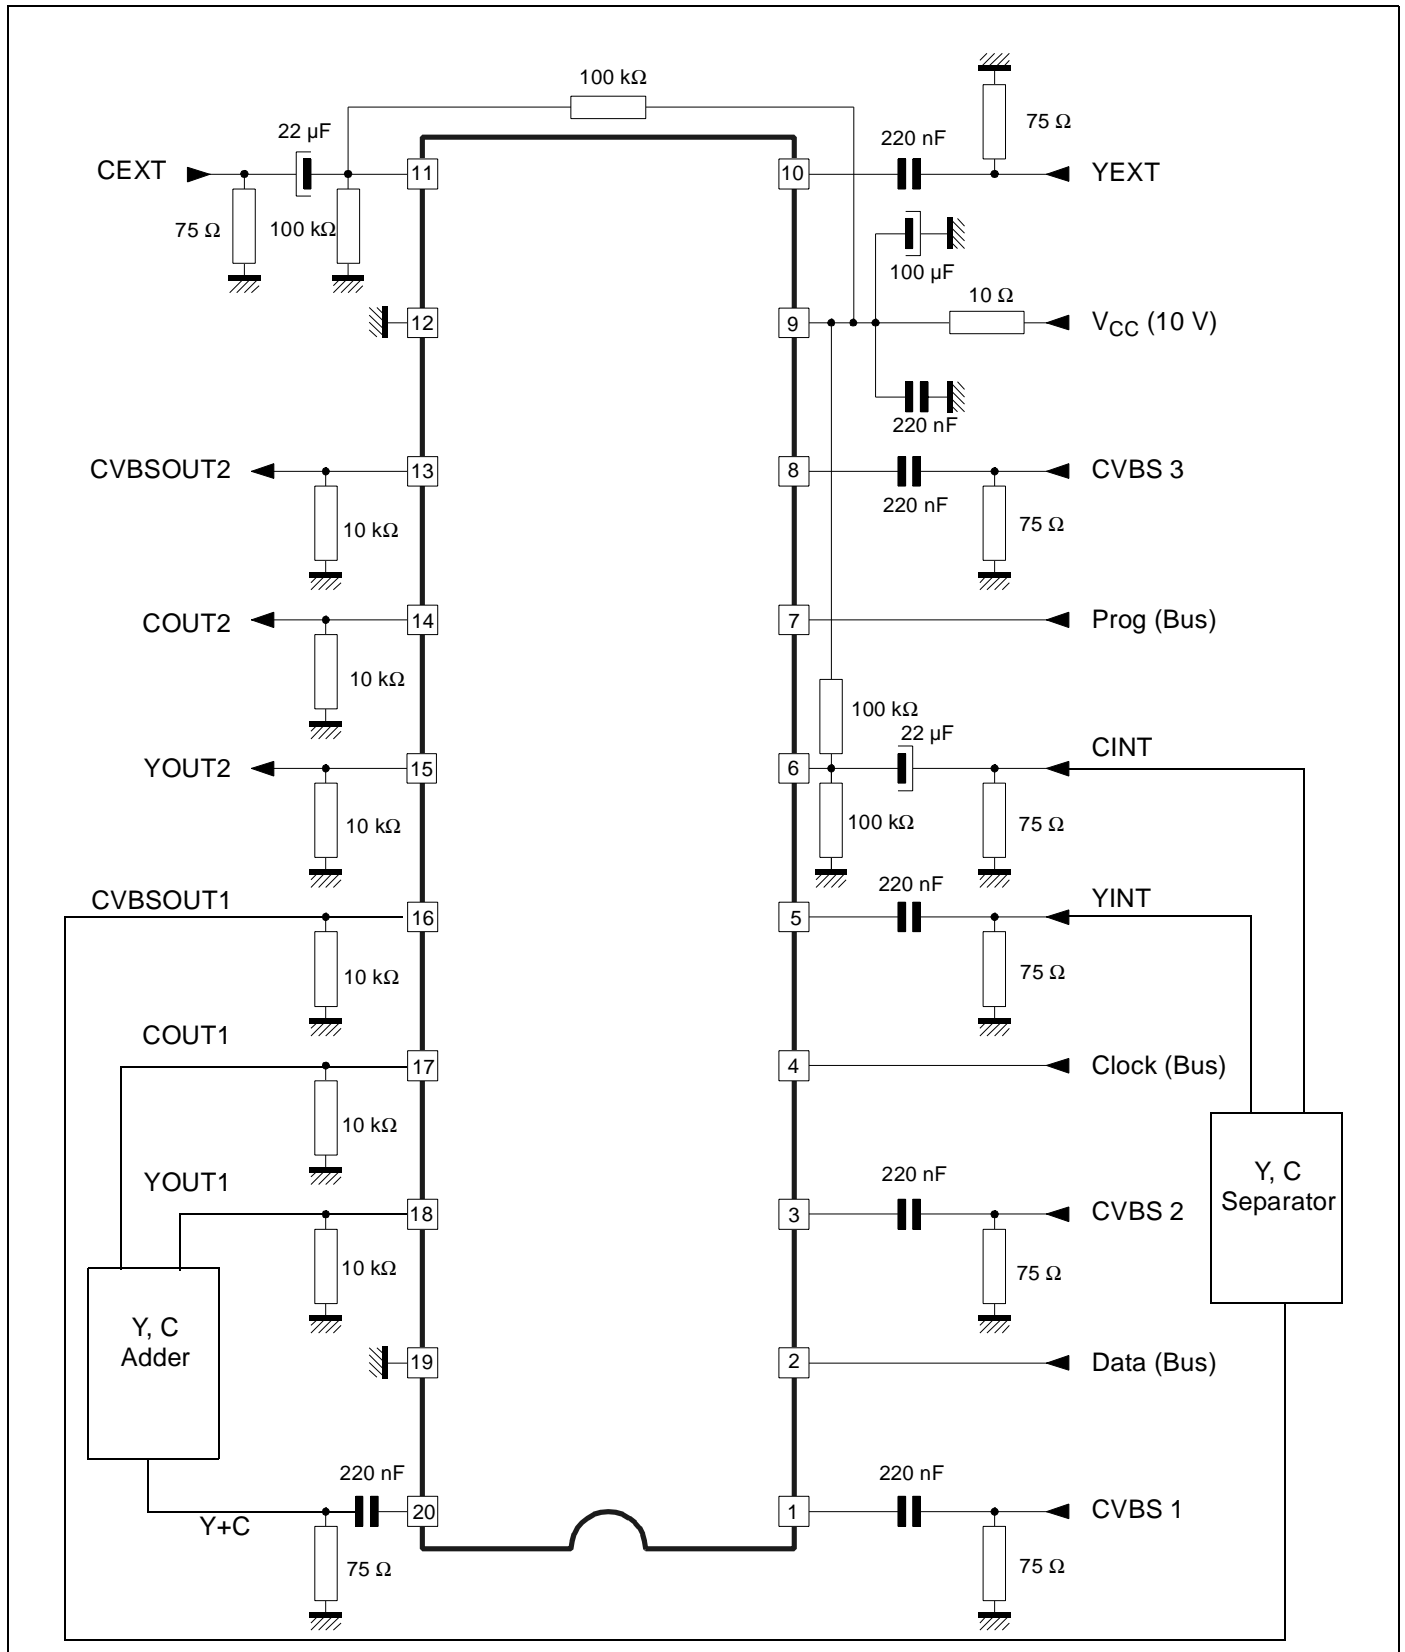 100 kΩ
22 µF
CEXT
11
75 Ω
100 kΩ
220 nF
75 Ω
10
YEXT
100 µF
10 Ω
12
9
VCC (10 V)
220 nF
CVBSOUT2
13
10 kΩ
8
CVBS 3
220 nF
75 Ω
COUT2
14
10 kΩ
7
Prog (Bus)
100 kΩ
22 µF
CINT
YOUT2
15
10 kΩ
6
100 kΩ
75 Ω
CVBSOUT1
16
10 kΩ
220 nF
YINT
5
75 Ω
COUT1
17
10 kΩ
4
Clock (Bus)
YOUT1
18
10 kΩ
220 nF
3
CVBS 2
75 Ω
Y, C
Separator
Y, C
Adder
19
2
Data (Bus)
220 nF
20
Y+C
75 Ω
220 nF
1
CVBS 1
75 Ω